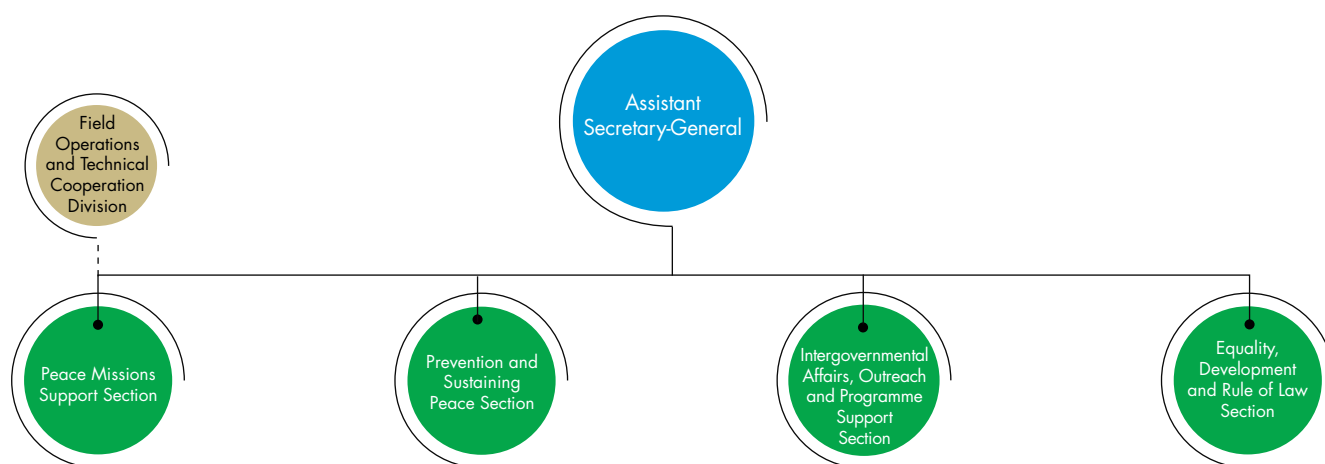 Assistant
Secretary-General
Field
Operations
and Technical
Cooperation
Division
Peace Missions
Support Section
Prevention and
Sustaining
Peace Section
Intergovernmental
Affairs, Outreach
and Programme
Support
Section
Equality,
Development
and Rule of Law
Section